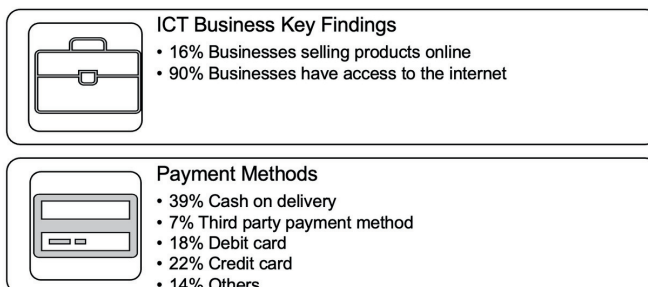 ICT Business Key Findings
• 16% Businesses selling products online
• 90% Businesses have access to the internet
Payment Methods
• 39% Cash on delivery
• 7% Third party payment method
• 18% Debit card
• 22% Credit card
• 14% Others